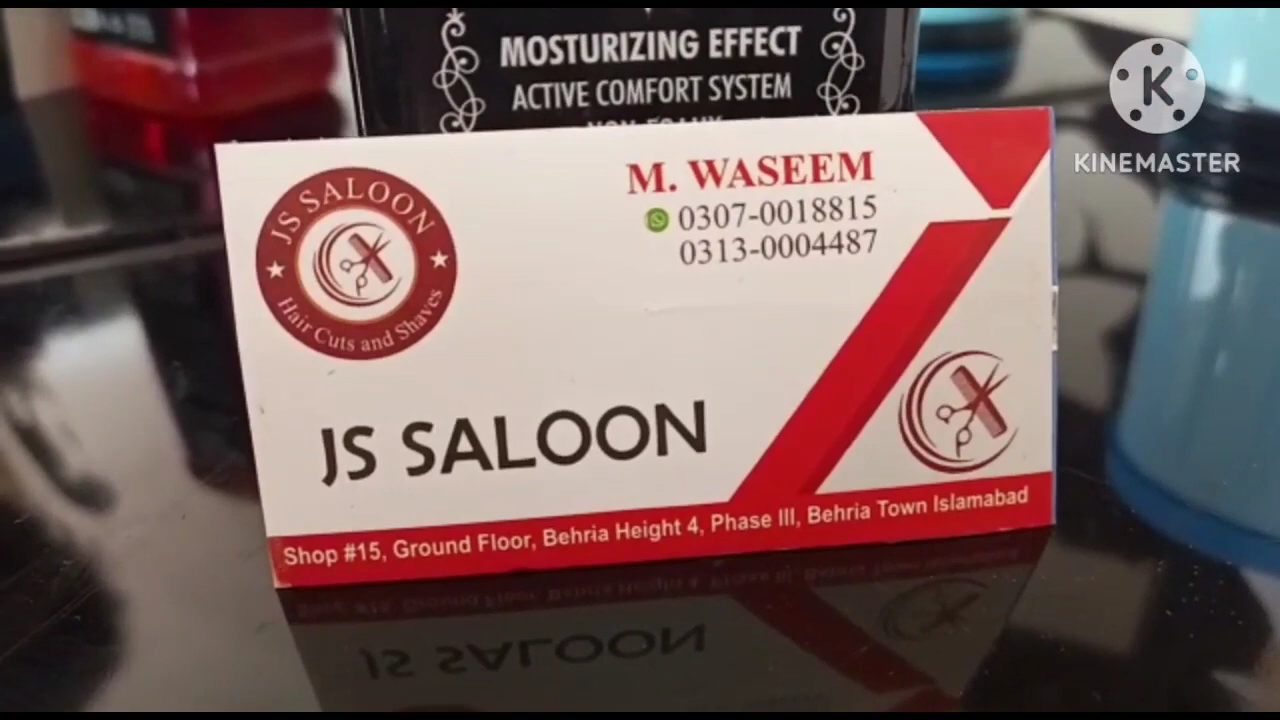 MOSTURIZING EFFECT
ACTIVE COMFORT SYSTEM
KINEMASTER
JS SALOON
Hair Cuts and Shaves
M. WASEEM
0307-0018815
0313-0004487
JS SALOON
Shop #15, Ground Floor, Behria Height 4, Phase III, Behria Town Islamabad